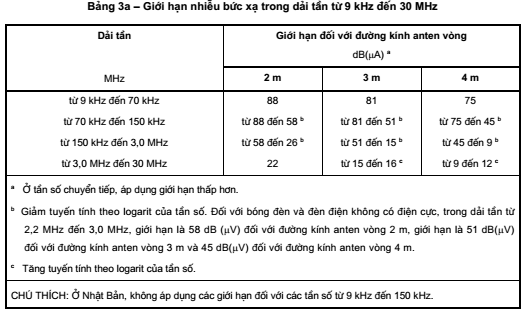 Bảng 3a – Giới hạn nhiễu bức xạ trong dải tần từ 9 kHz đến 30 MHz
Dải tần
MHz
Giới hạn đối với đường kính anten vòng
dB(μA) ᵃ
2 m 3 m 4 m
từ 9 kHz đến 70 kHz 88 81 75
từ 70 kHz đến 150 kHz từ 88 đến 58 ᵇ từ 81 đến 51 ᵇ từ 75 đến 45 ᵇ
từ 150 kHz đến 3,0 MHz từ 58 đến 26 ᵇ từ 51 đến 15 ᵇ từ 45 đến 9 ᵇ
từ 3,0 MHz đến 30 MHz 22 từ 15 đến 16 ᶜ từ 9 đến 12 ᶜ
ᵃ Ở tần số chuyển tiếp, áp dụng giới hạn thấp hơn.
ᵇ Giảm tuyến tính theo logarit của tần số. Đối với bóng đèn và đèn điện không có điện cực, trong dải tần từ
2,2 MHz đến 3,0 MHz, giới hạn là 58 dB (μV) đối với đường kính anten vòng 2 m, giới hạn là 51 dB(μV)
đối với đường kính anten vòng 3 m và 45 dB(μV) đối với đường kính anten vòng 4 m.
ᶜ Tăng tuyến tính theo logarit của tần số.
CHÚ THÍCH: Ở Nhật Bản, không áp dụng các giới hạn đối với các tần số từ 9 kHz đến 150 kHz.